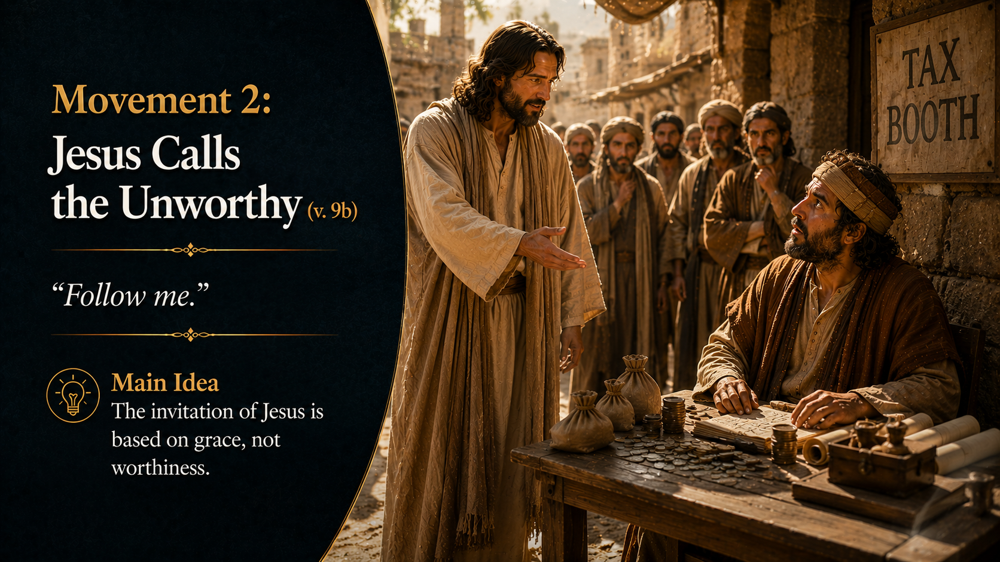 Movement 2:
Jesus Calls
the Unworthy (v. 9b)
“Follow me.”
Main Idea
The invitation of Jesus is
based on grace, not
worthiness.
TAX
BOOTH